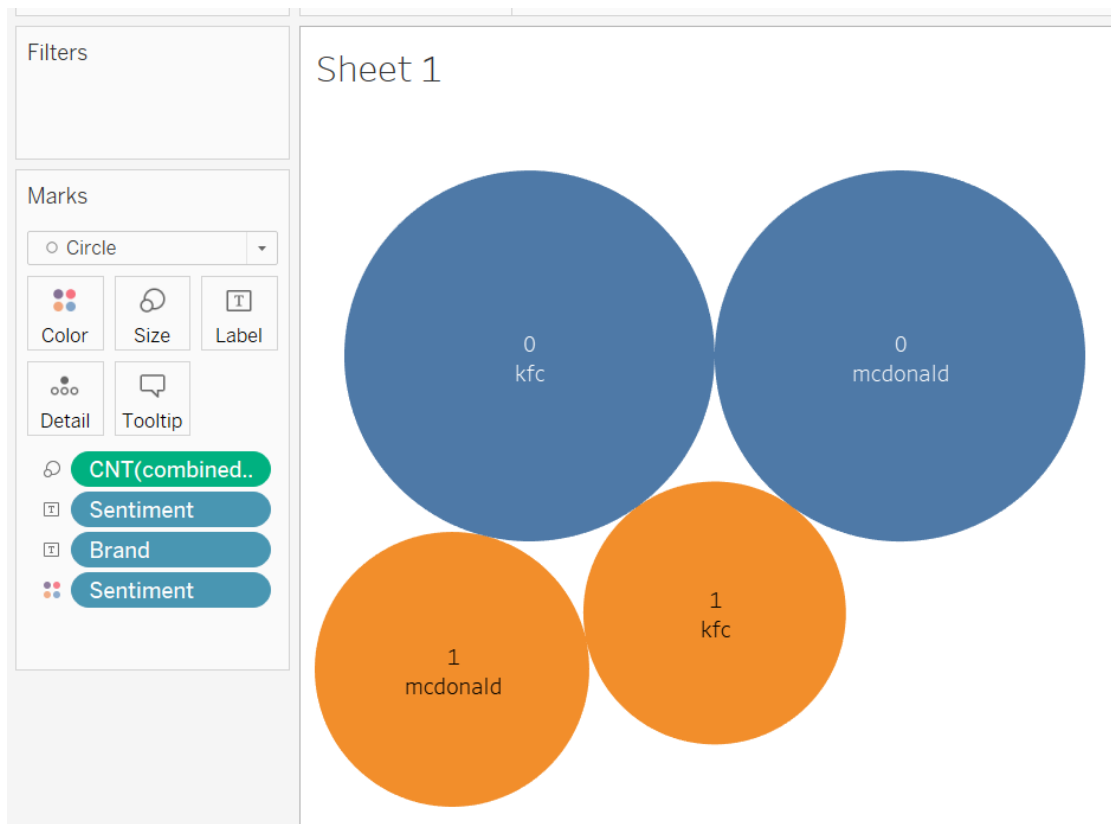 Filters
Marks
Circle
Color
Size
Label
Detail
Tooltip
CNT(combined..
Sentiment
Brand
Sentiment
Sheet 1
0
kfc
0
mcdonald
1
kfc
1
mcdonald